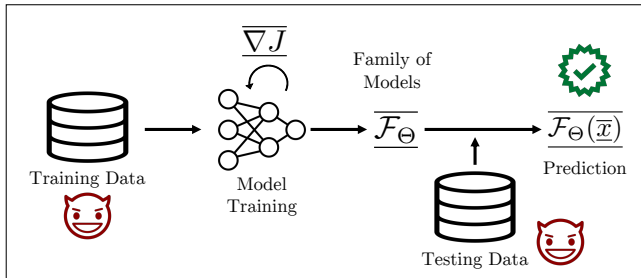 ∇J
Family of
Models
F_Θ
F_Θ(x)
Prediction
Training Data
Model
Training
Testing Data